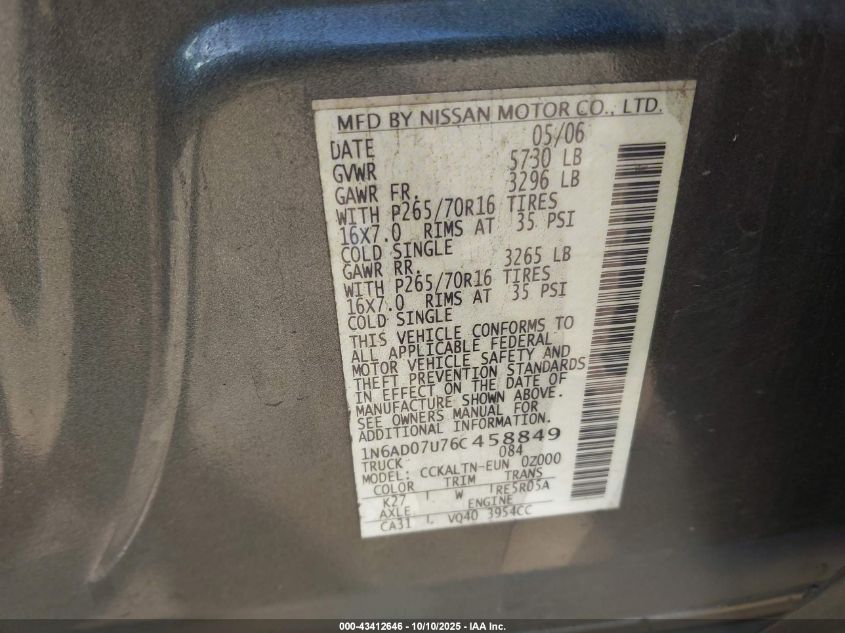 MFD BY NISSAN MOTOR CO., LTD.
DATE 05/06
GVWR 5730 LB
GAWR FR. 3296 LB
WITH P265/70R16 TIRES
16X7.0 RIMS AT 35 PSI
COLD SINGLE
GAWR RR. 3265 LB
WITH P265/70R16 TIRES
16X7.0 RIMS AT 35 PSI
COLD SINGLE
THIS VEHICLE CONFORMS TO
ALL APPLICABLE FEDERAL
MOTOR VEHICLE SAFETY AND
THEFT PREVENTION STANDARDS
IN EFFECT ON THE DATE OF
MANUFACTURE SHOWN ABOVE.
SEE OWNERS MANUAL FOR
ADDITIONAL INFORMATION.
1N6AD07U76C458849
TRUCK 084
MODEL: CCKALTN-EUN 0Z000
COLOR TRIM TRANS
K27 W RE5R05A
AXLE ENGINE
CA31 VQ40 3954CC
000-43412646 - 10/10/2025 - IAA Inc.